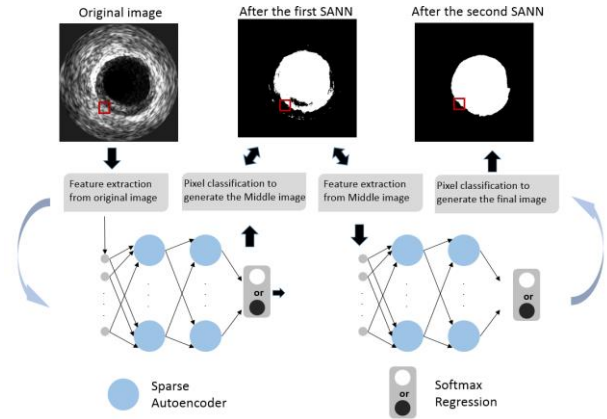 Original image
After the first SANN
After the second SANN
Feature extraction
from original image
Pixel classification to
generate the Middle image
Feature extraction
from Middle image
Pixel classification to
generate the final image
or
or
Sparse
Autoencoder
or
Softmax
Regression